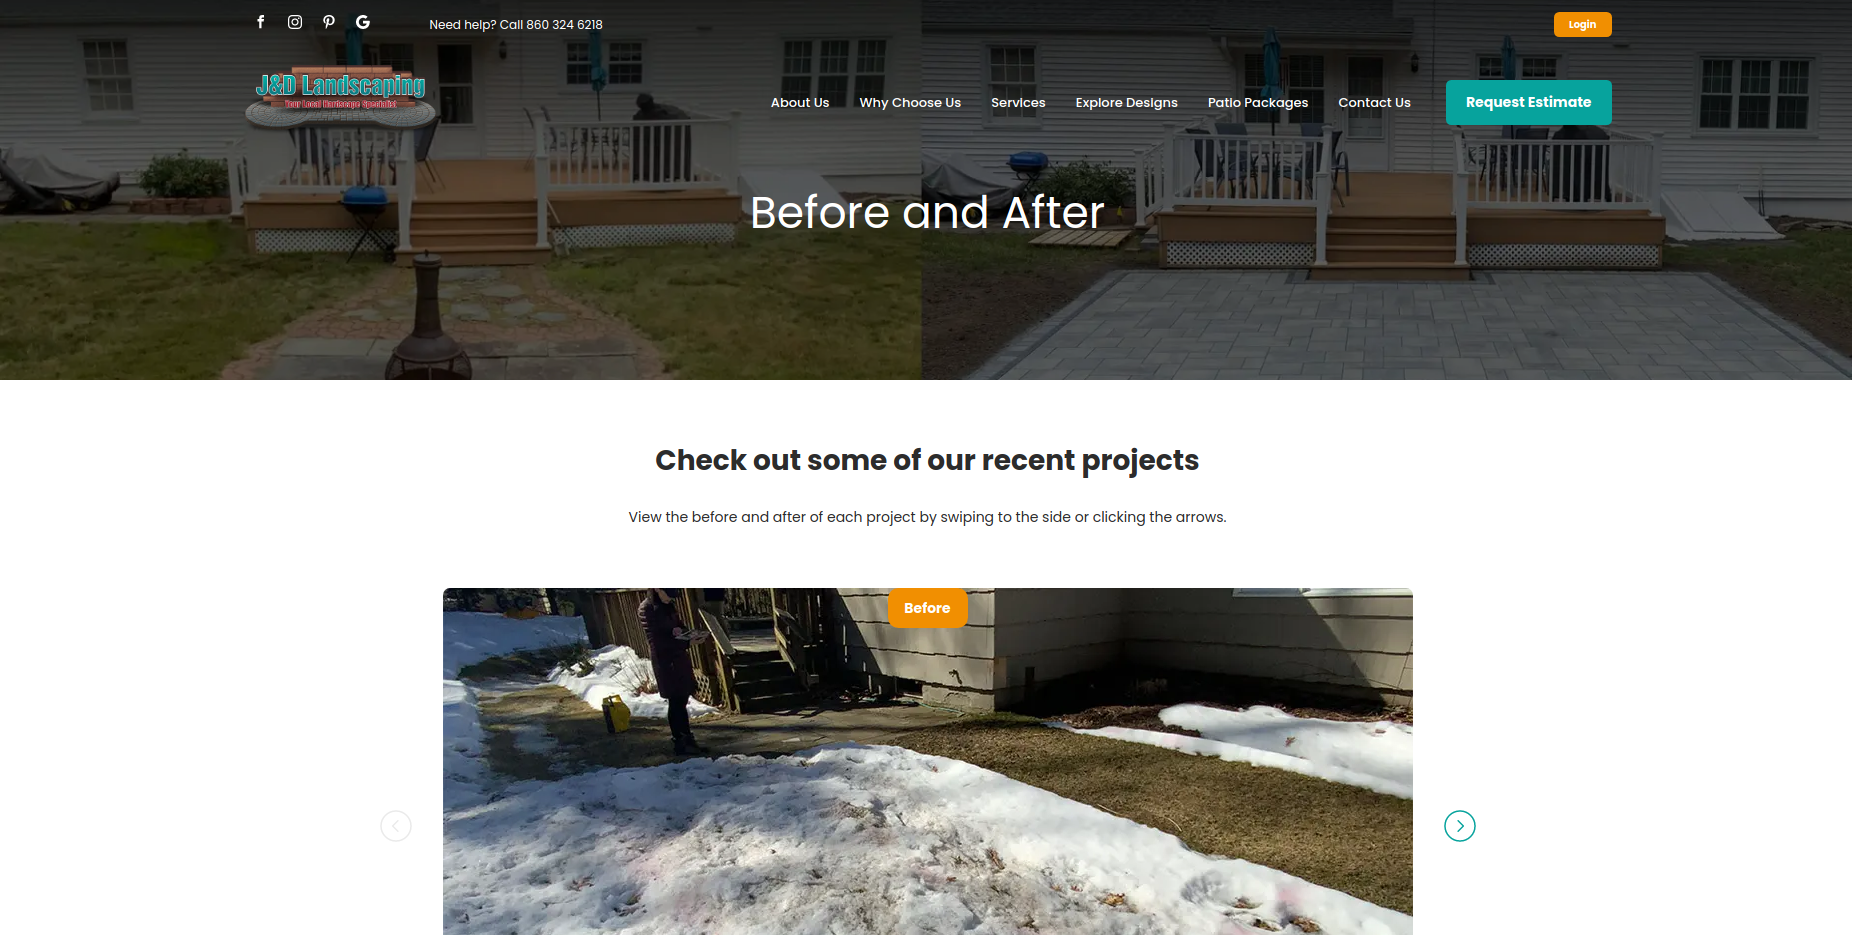 Need help? Call 860 324 6218
Login
J&D Landscaping
Your Local Hardscape Specialist
About Us
Why Choose Us
Services
Explore Designs
Patio Packages
Contact Us
Request Estimate
Before and After
Check out some of our recent projects
View the before and after of each project by swiping to the side or clicking the arrows.
Before